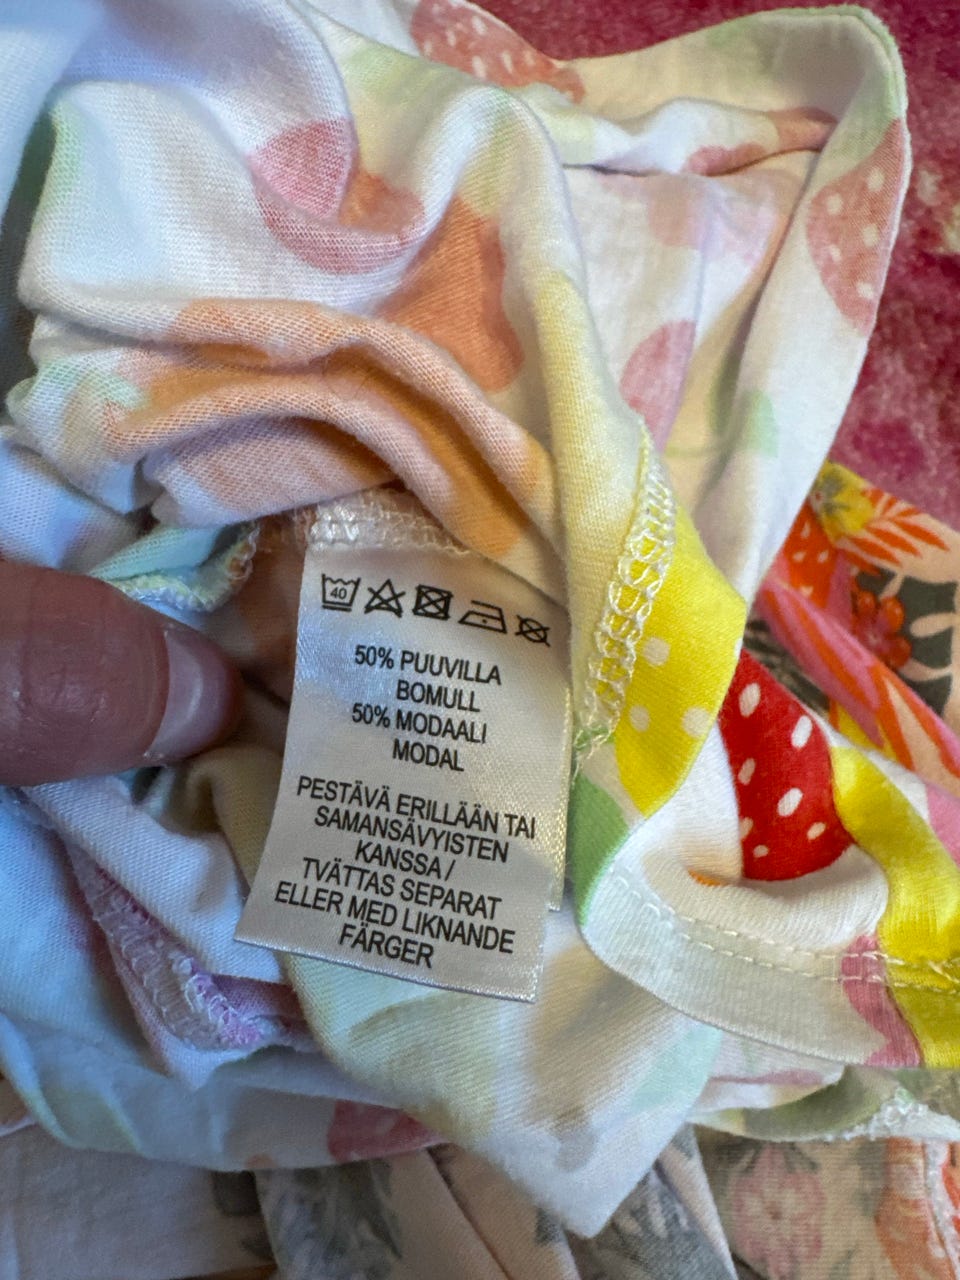 40
50% PUUVILLA
BOMULL
50% MODAALI
MODAL
PESTÄVÄ ERILLÄÄN TAI
SAMANSÄVYISTEN
KANSSA /
TVÄTTAS SEPARAT
ELLER MED LIKNANDE
FÄRGER